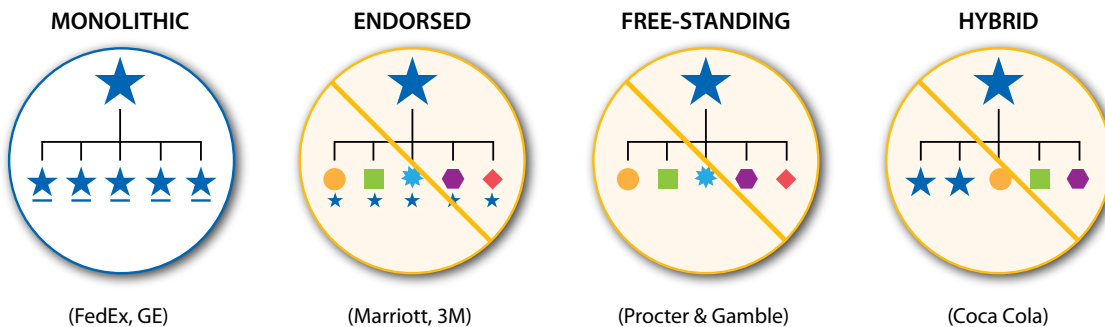 MONOLITHIC ENDORSED FREE-STANDING HYBRID
(FedEx, GE) (Marriott, 3M) (Procter & Gamble) (Coca Cola)